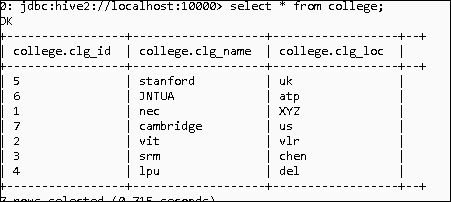 0: jdbc:hive2://localhost:10000> select * from college;
OK
+-----------------+-------------------+------------------+--+
| college.clg_id | college.clg_name | college.clg_loc |
+-----------------+-------------------+------------------+--+
| 5 | stanford | uk |
| 6 | JNTUA | atp |
| 1 | nec | XYZ |
| 7 | cambridge | us |
| 2 | vit | vlr |
| 3 | srm | chen |
| 4 | lpu | del |
+-----------------+-------------------+------------------+--+
7 rows selected (0.715 seconds)